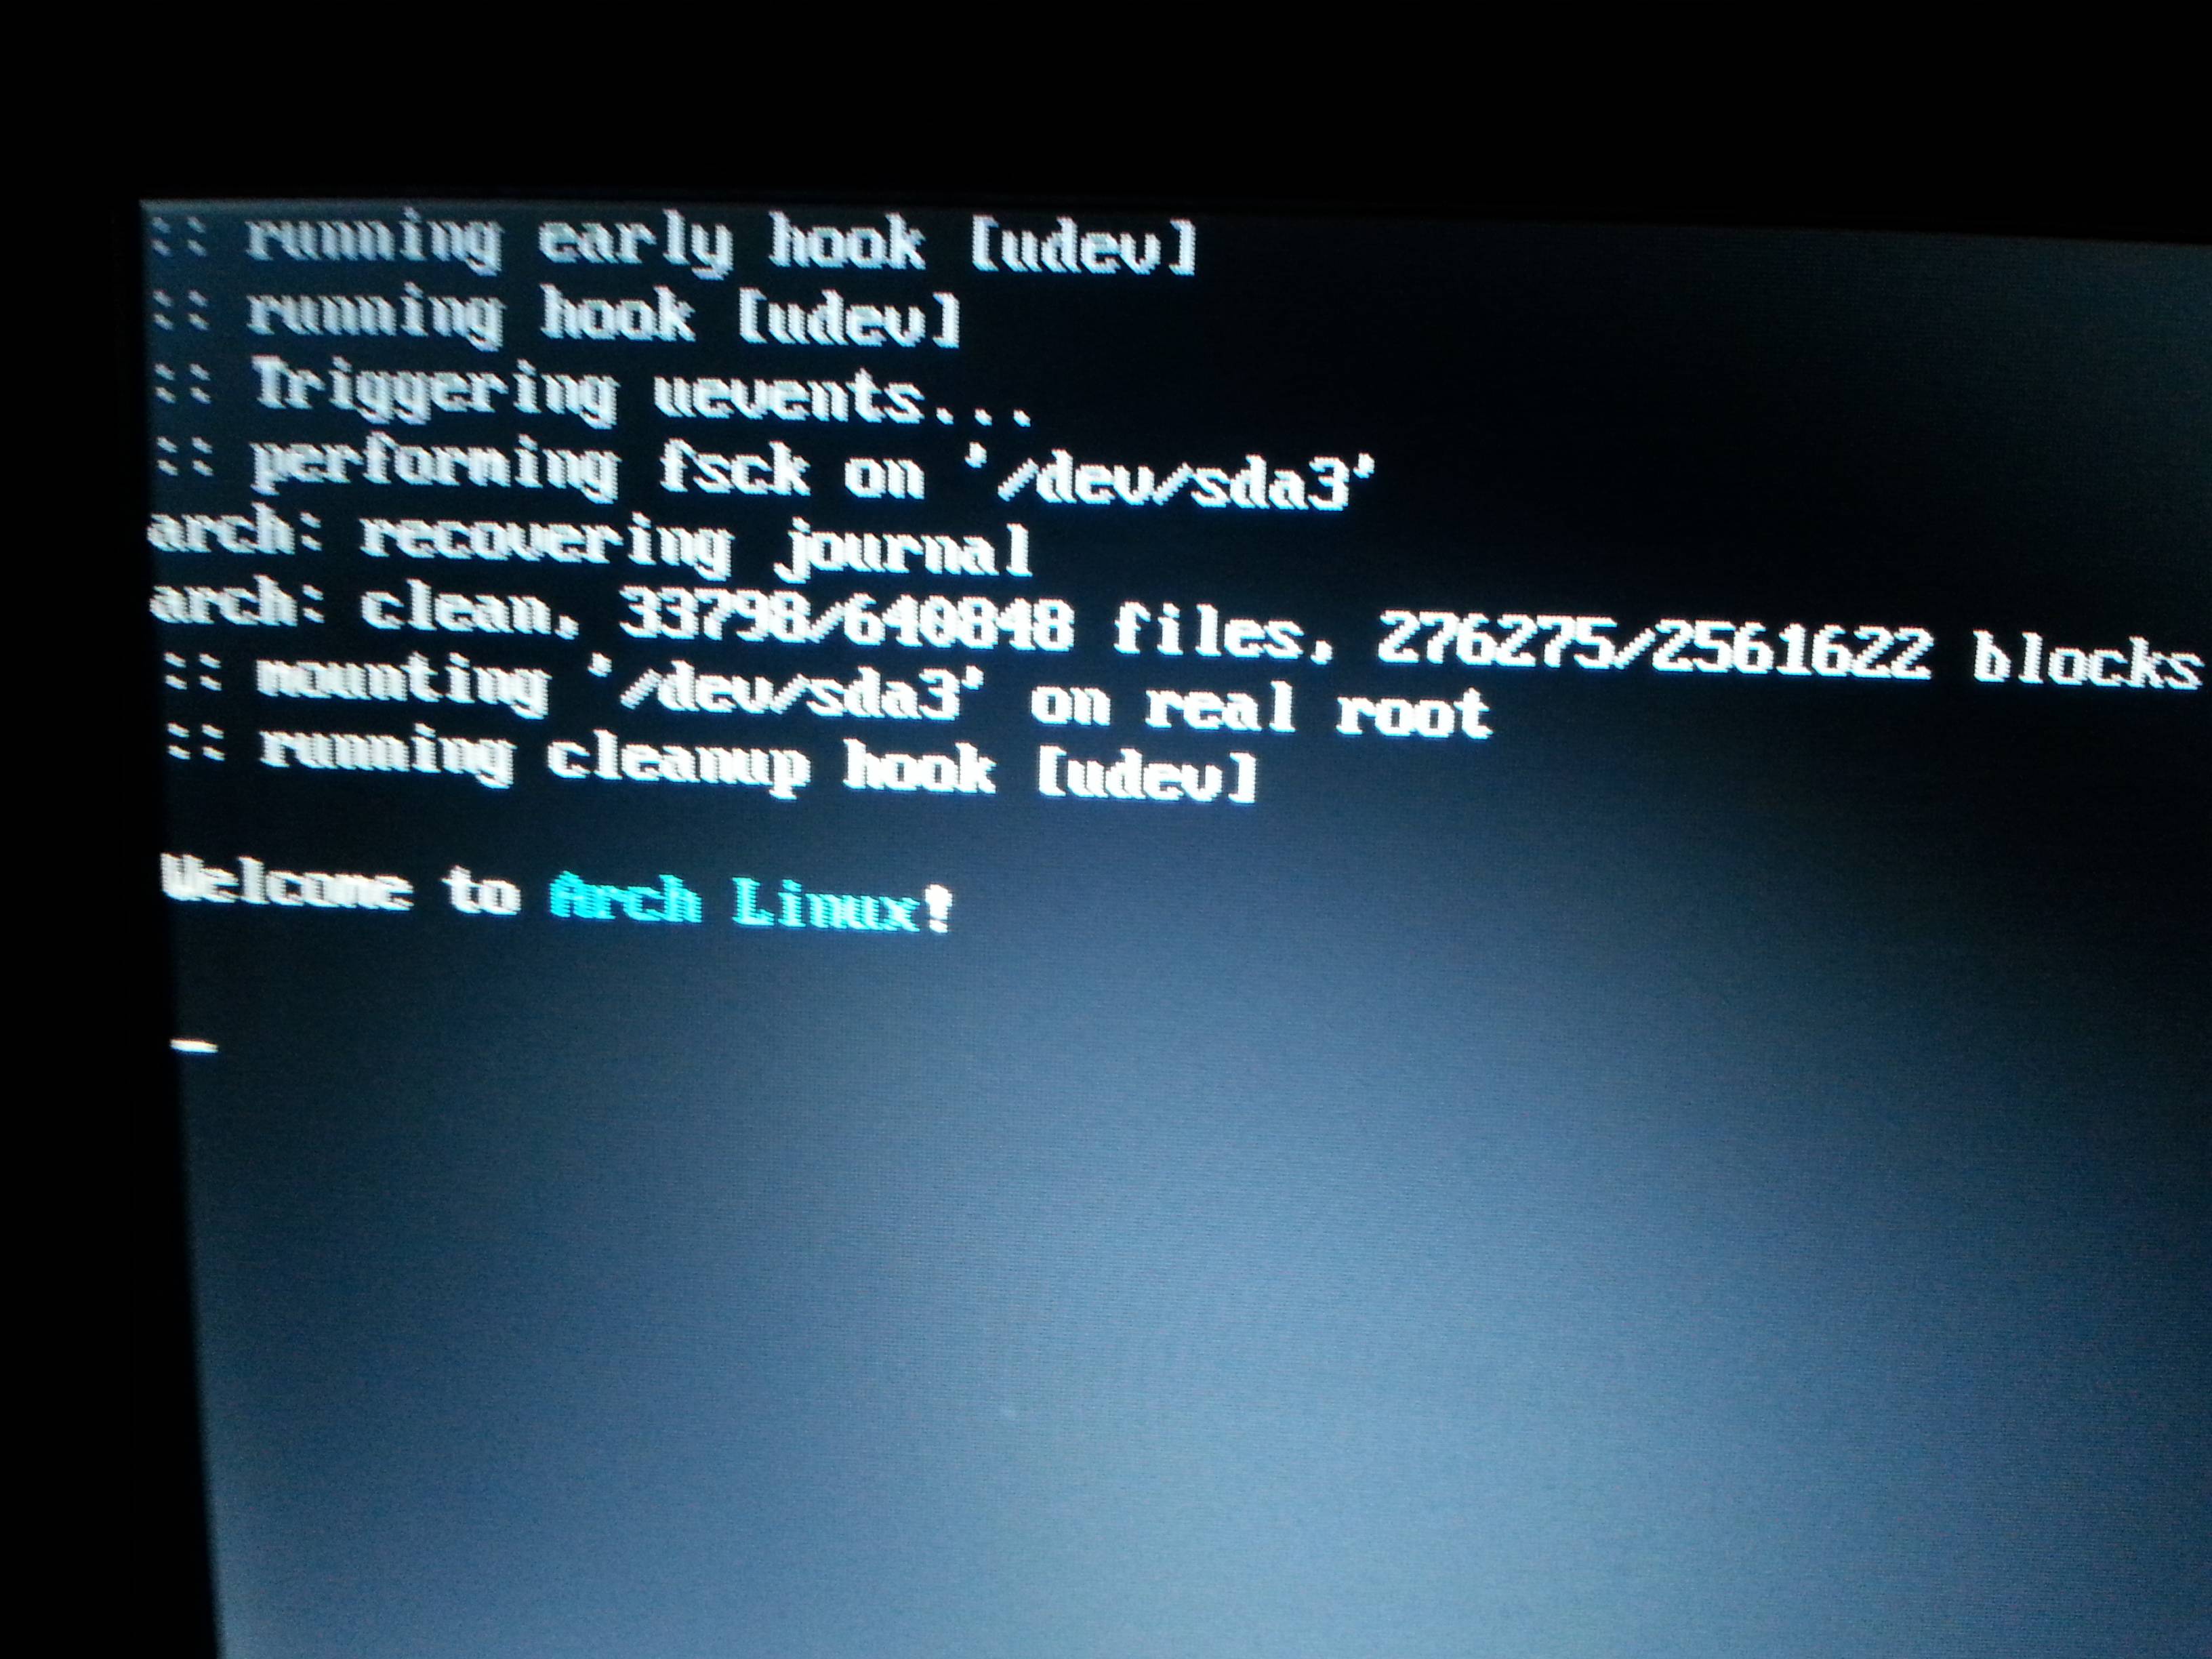 :: running early hook [udev]
:: running hook [udev]
:: Triggering uevents...
:: performing fsck on '/dev/sda3'
arch: recovering journal
arch: clean, 33798/640848 files, 276275/2561622 blocks
:: mounting '/dev/sda3' on real root
:: running cleanup hook [udev]
Welcome to Arch Linux!
_